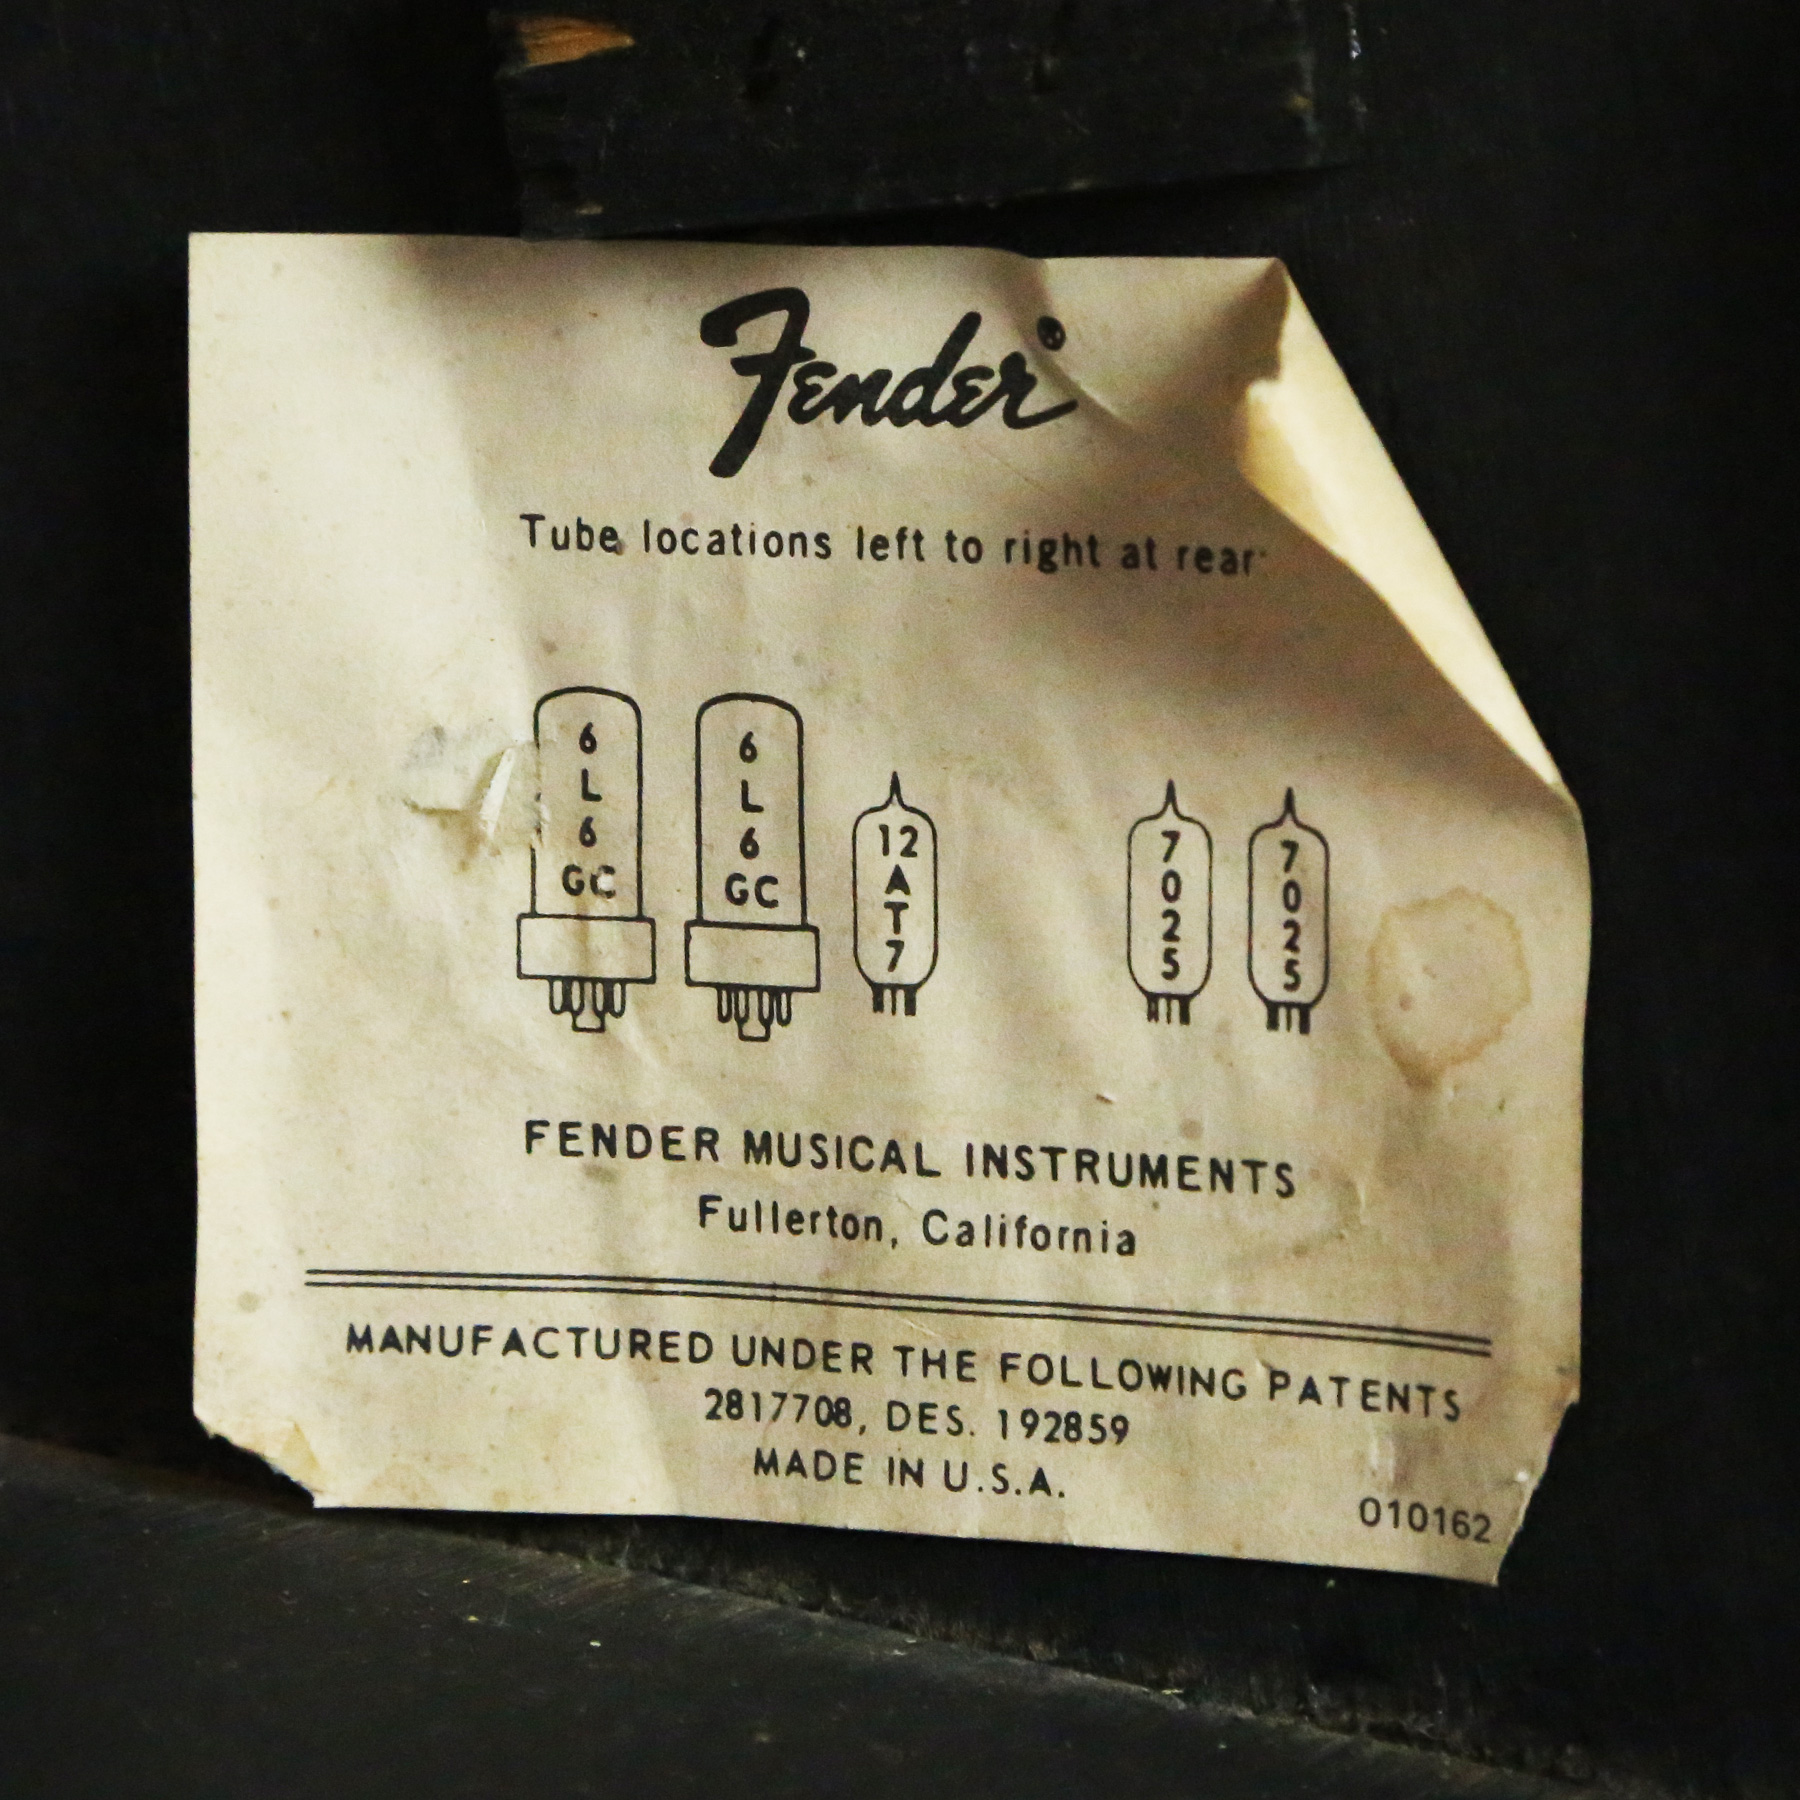 Fender®
Tube locations left to right at rear
6
L
6
GC
6
L
6
GC
12
A
T
7
7
0
2
5
7
0
2
5
FENDER MUSICAL INSTRUMENTS
Fullerton, California
MANUFACTURED UNDER THE FOLLOWING PATENTS
2817708, DES. 192859
MADE IN U.S.A.
010162